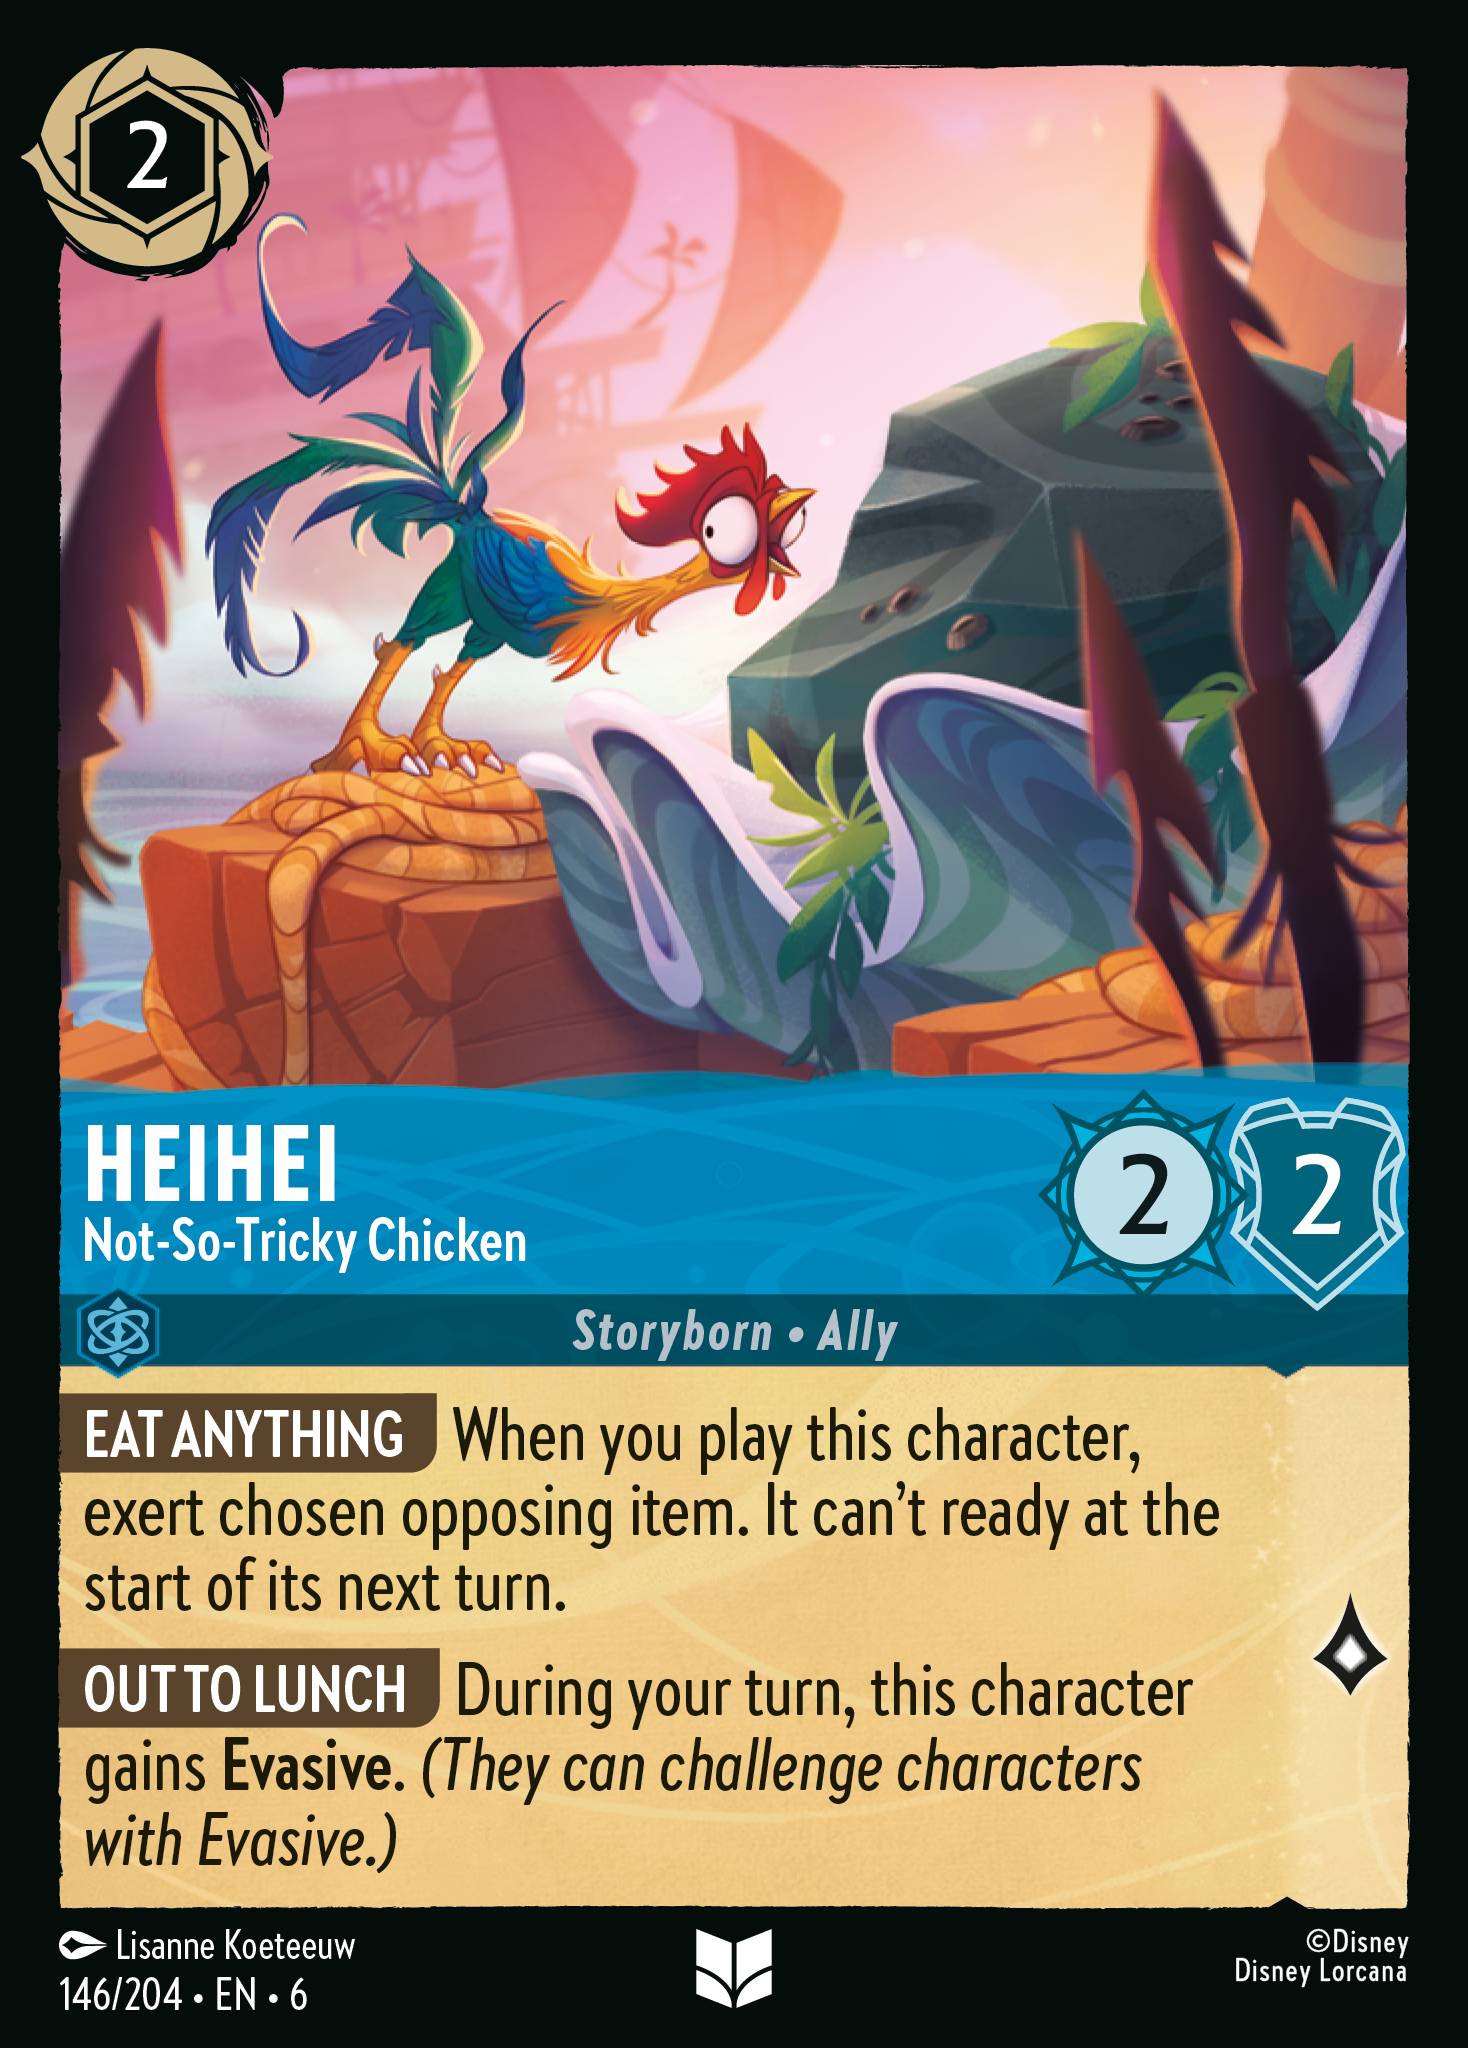 2
HEIHEI
Not-So-Tricky Chicken
2 2
Storyborn • Ally
EAT ANYTHING When you play this character,
exert chosen opposing item. It can’t ready at the
start of its next turn.
OUT TO LUNCH During your turn, this character
gains Evasive. (They can challenge characters
with Evasive.)
Lisanne Koeteeuw
146/204 • EN • 6
©Disney
Disney Lorcana